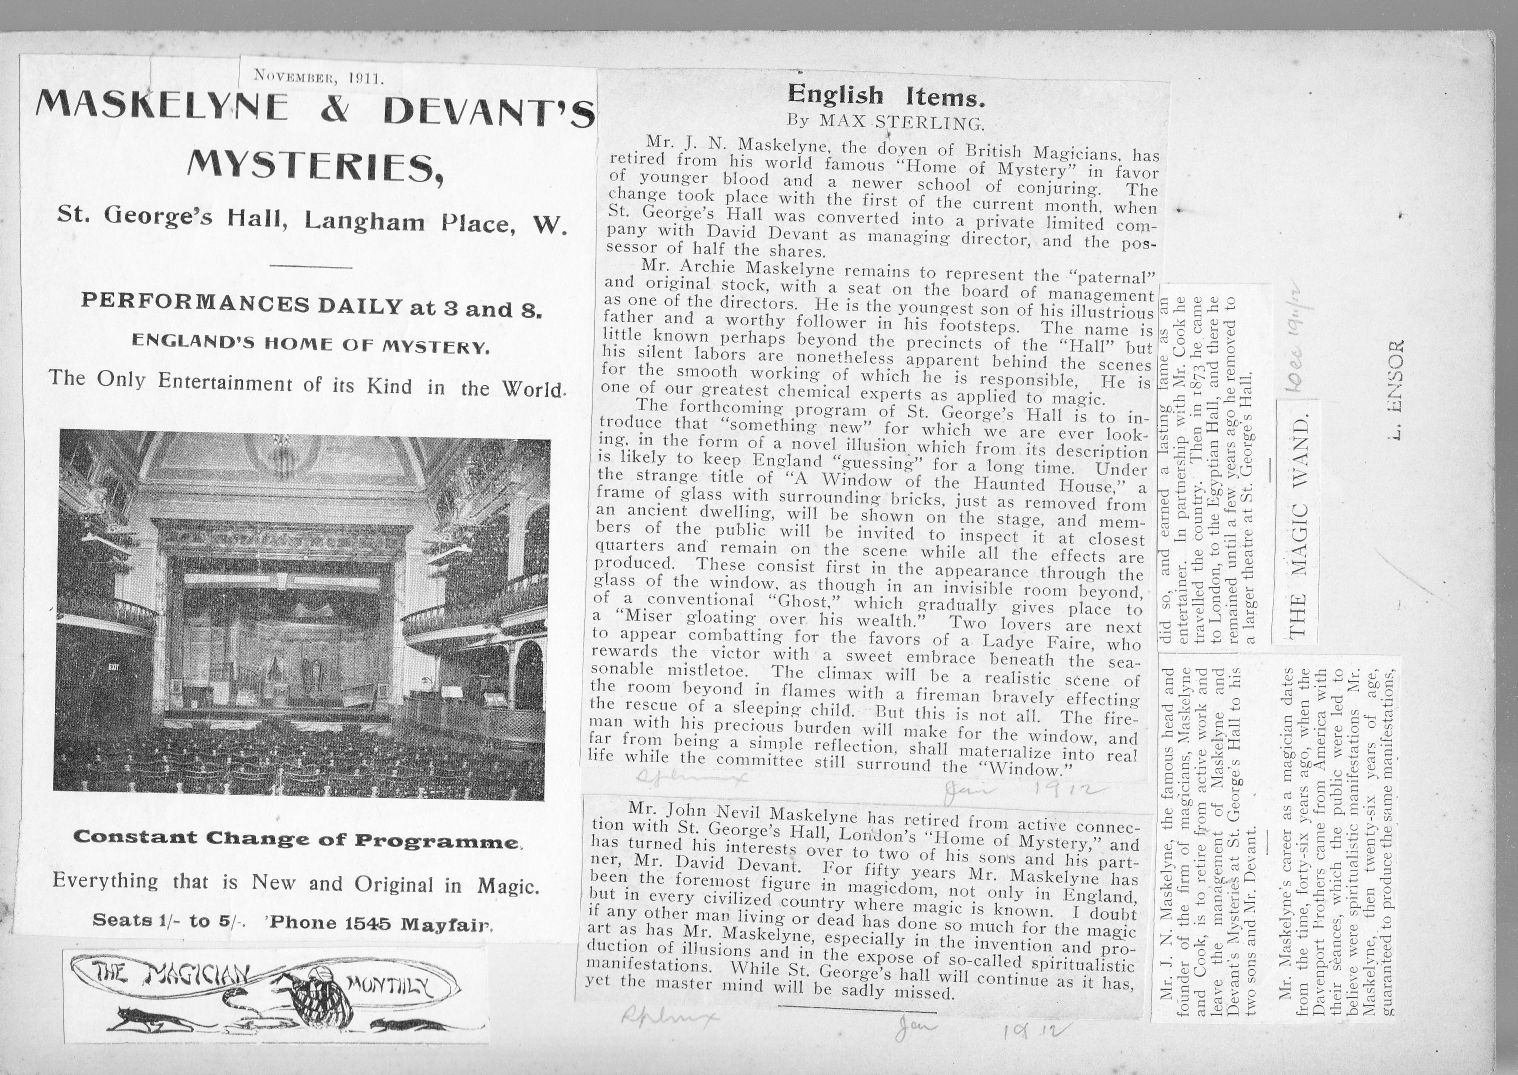 NOVEMBER, 1911.
MASKELYNE & DEVANT'S
MYSTERIES,
St. George's Hall, Langham Place, W.
PERFORMANCES DAILY at 3 and 8.
ENGLAND'S HOME OF MYSTERY.
The Only Entertainment of its Kind in the World.
EXIT
Constant Change of Programme.
Everything that is New and Original in Magic.
Seats 1/- to 5/-. 'Phone 1545 Mayfair.
THE MAGICIAN MONTHLY
English Items.
By MAX STERLING.
Mr. J. N. Maskelyne, the doyen of British Magicians, has
retired from his world famous "Home of Mystery" in favor
of younger blood and a newer school of conjuring. The
change took place with the first of the current month, when
St. George's Hall was converted into a private limited com-
pany with David Devant as managing director, and the pos-
sessor of half the shares.
Mr. Archie Maskelyne remains to represent the "paternal"
and original stock, with a seat on the board of management
as one of the directors. He is the youngest son of his illustrious
father and a worthy follower in his footsteps. The name is
little known perhaps beyond the precincts of the "Hall" but
his silent labors are nonetheless apparent behind the scenes
for the smooth working of which he is responsible, He is
one of our greatest chemical experts as applied to magic.
The forthcoming program of St. George's Hall is to in-
troduce that "something new" for which we are ever look-
ing, in the form of a novel illusion which from its description
is likely to keep England "guessing" for a long time. Under
the strange title of "A Window of the Haunted House," a
frame of glass with surrounding bricks, just as removed from
an ancient dwelling, will be shown on the stage, and mem-
bers of the public will be invited to inspect it at closest
quarters and remain on the scene while all the effects are
produced. These consist first in the appearance through the
glass of the window, as though in an invisible room beyond,
of a conventional "Ghost," which gradually gives place to
a "Miser gloating over his wealth." Two lovers are next
to appear combatting for the favors of a Ladye Faire, who
rewards the victor with a sweet embrace beneath the sea-
sonable mistletoe. The climax will be a realistic scene of
the room beyond in flames with a fireman bravely effecting
the rescue of a sleeping child. But this is not all. The fire-
man with his precious burden will make for the window, and
far from being a simple reflection, shall materialize into real
life while the committee still surround the "Window."
Sphinx Jan 1912
Mr. John Nevil Maskelyne has retired from active connec-
tion with St. George's Hall, London's "Home of Mystery," and
has turned his interests over to two of his sons and his part-
ner, Mr. David Devant. For fifty years Mr. Maskelyne has
been the foremost figure in magicdom, not only in England,
but in every civilized country where magic is known. I doubt
if any other man living or dead has done so much for the magic
art as has Mr. Maskelyne, especially in the invention and pro-
duction of illusions and in the expose of so-called spiritualistic
manifestations. While St. George's hall will continue as it has,
yet the master mind will be sadly missed.
Sphinx Jan 1912
Mr. J. N. Maskelyne, the famous head and
founder of the firm of magicians, Maskelyne
and Cook, is to retire from active work and
leave the management of Maskelyne and
Devant's Mysteries at St. George's Hall to his
two sons and Mr. Devant.
Mr. Maskelyne's career as a magician dates
from the time, forty-six years ago, when the
Davenport Brothers came from America with
their séances, which the public were led to
believe were spiritualistic manifestations Mr.
Maskelyne, then twenty-six years of age,
guaranteed to produce the same manifestations,
did so, and earned a lasting fame as an
entertainer. In partnership with Mr. Cook he
travelled the country. Then in 1873 he came
to London, to the Egyptian Hall, and there he
remained until a few years ago he removed to
a larger theatre at St. George's Hall.
THE MAGIC WAND.
L. ENSOR